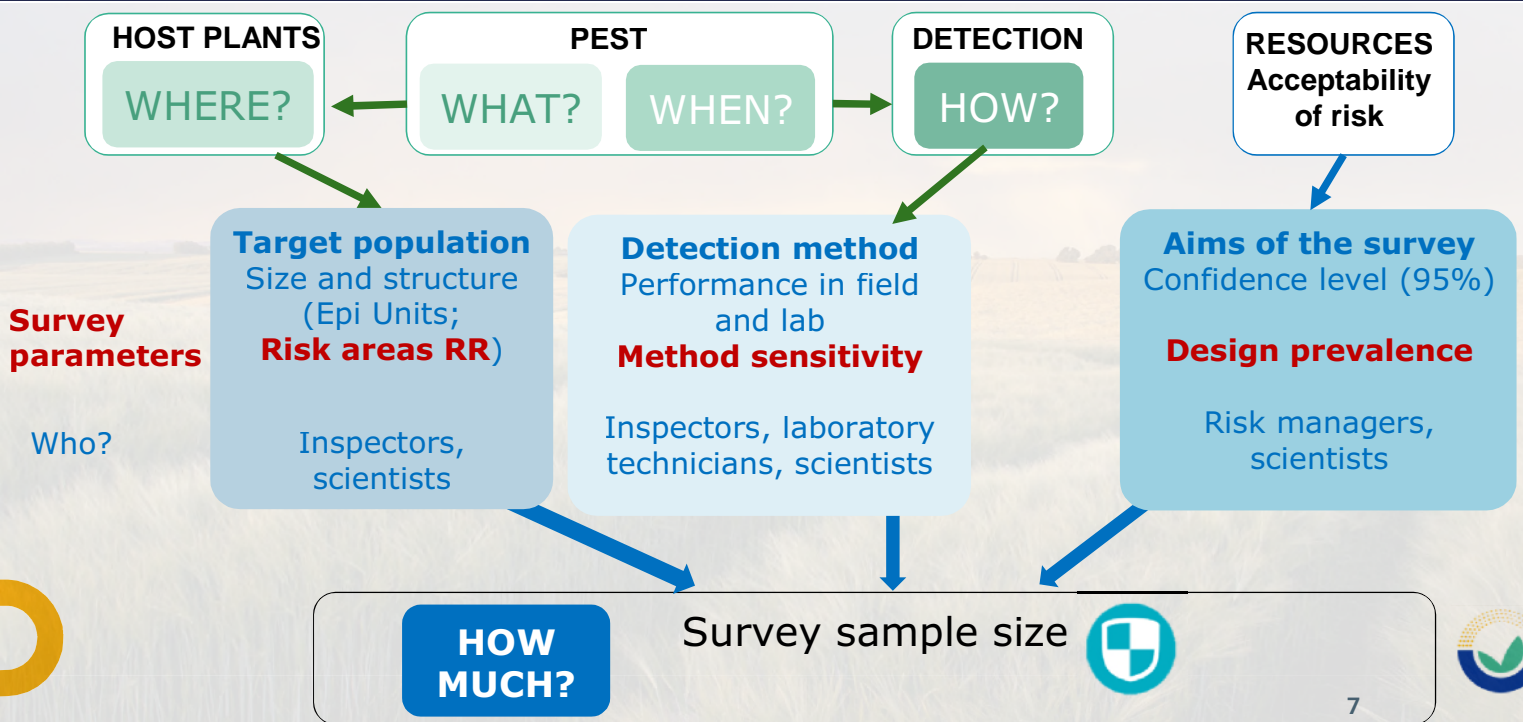 HOST PLANTS
WHERE?
PEST
WHAT?
WHEN?
DETECTION
HOW?
RESOURCES
Acceptability
of risk
Survey
parameters
Who?
Target population
Size and structure
(Epi Units;
Risk areas RR)
Inspectors,
scientists
Detection method
Performance in field
and lab
Method sensitivity
Inspectors, laboratory
technicians, scientists
Aims of the survey
Confidence level (95%)
Design prevalence
Risk managers,
scientists
HOW
MUCH?
Survey sample size
7